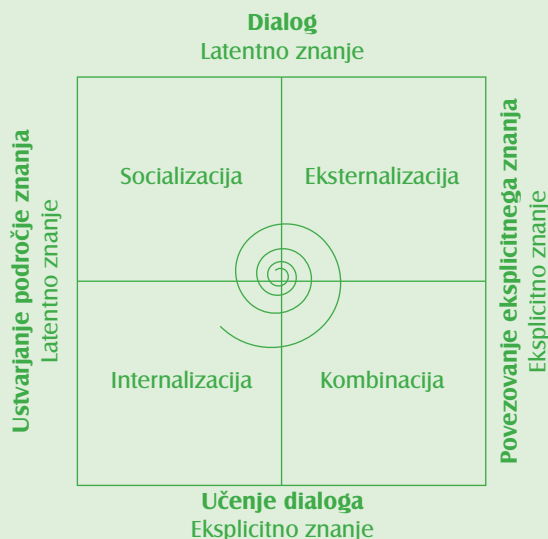 Dialog
Latentno znanje
Ustvarjanje področje znanja
Latentno znanje
Socializacija
Eksternalizacija
Internalizacija
Kombinacija
Povezovanje eksplicitnega znanja
Eksplicitno znanje
Učenje dialoga
Eksplicitno znanje